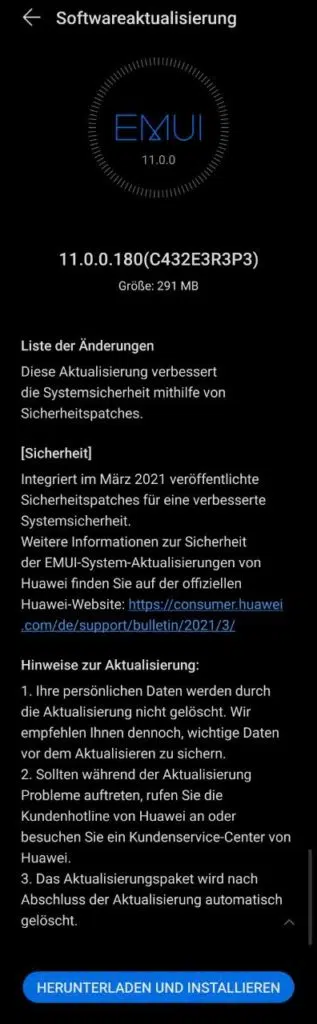 Softwareaktualisierung
EMUI
11.0.0
11.0.0.180(C432E3R3P3)
Größe: 291 MB
Liste der Änderungen
Diese Aktualisierung verbessert
die Systemsicherheit mithilfe von
Sicherheitspatches.
[Sicherheit]
Integriert im März 2021 veröffentlichte
Sicherheitspatches für eine verbesserte
Systemsicherheit.
Weitere Informationen zur Sicherheit
der EMUI-System-Aktualisierungen von
Huawei finden Sie auf der offiziellen
Huawei-Website: https://consumer.huawei
.com/de/support/bulletin/2021/3/
Hinweise zur Aktualisierung:
1. Ihre persönlichen Daten werden durch
die Aktualisierung nicht gelöscht. Wir
empfehlen Ihnen dennoch, wichtige Daten
vor dem Aktualisieren zu sichern.
2. Sollten während der Aktualisierung
Probleme auftreten, rufen Sie die
Kundenhotline von Huawei an oder
besuchen Sie ein Kundenservice-Center von
Huawei.
3. Das Aktualisierungspaket wird nach
Abschluss der Aktualisierung automatisch
gelöscht.
HERUNTERLADEN UND INSTALLIEREN